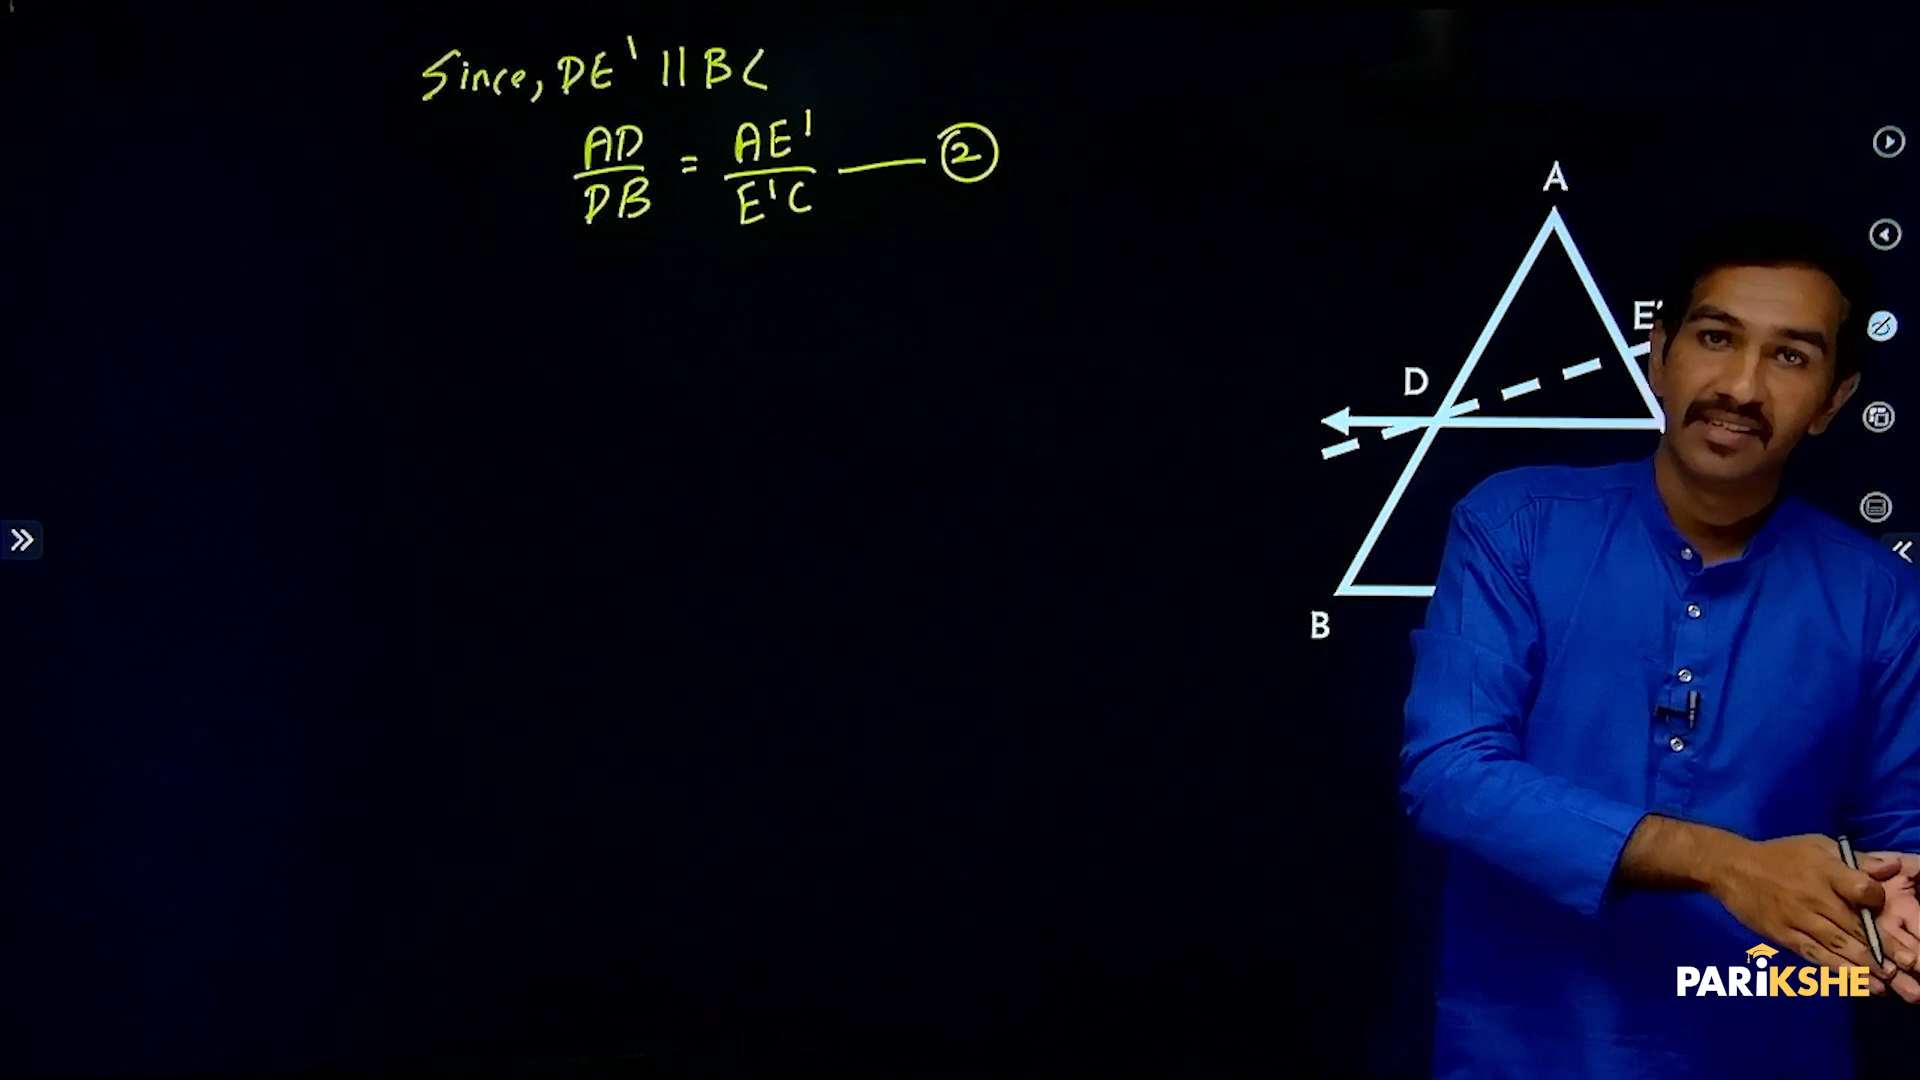 Since, DE' || BC
AD/DB = AE'/E'C —— ②
A
E'
D
B
PARiKSHE